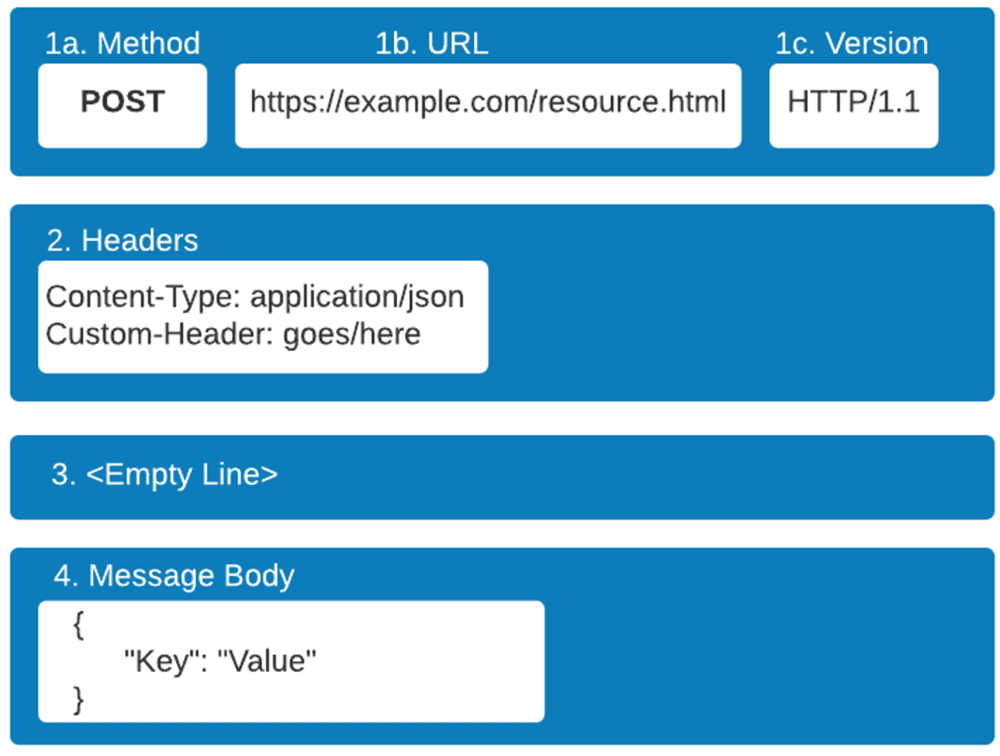 1a. Method 1b. URL 1c. Version
POST https://example.com/resource.html HTTP/1.1
2. Headers
Content-Type: application/json
Custom-Header: goes/here
3. <Empty Line>
4. Message Body
{
"Key": "Value"
}